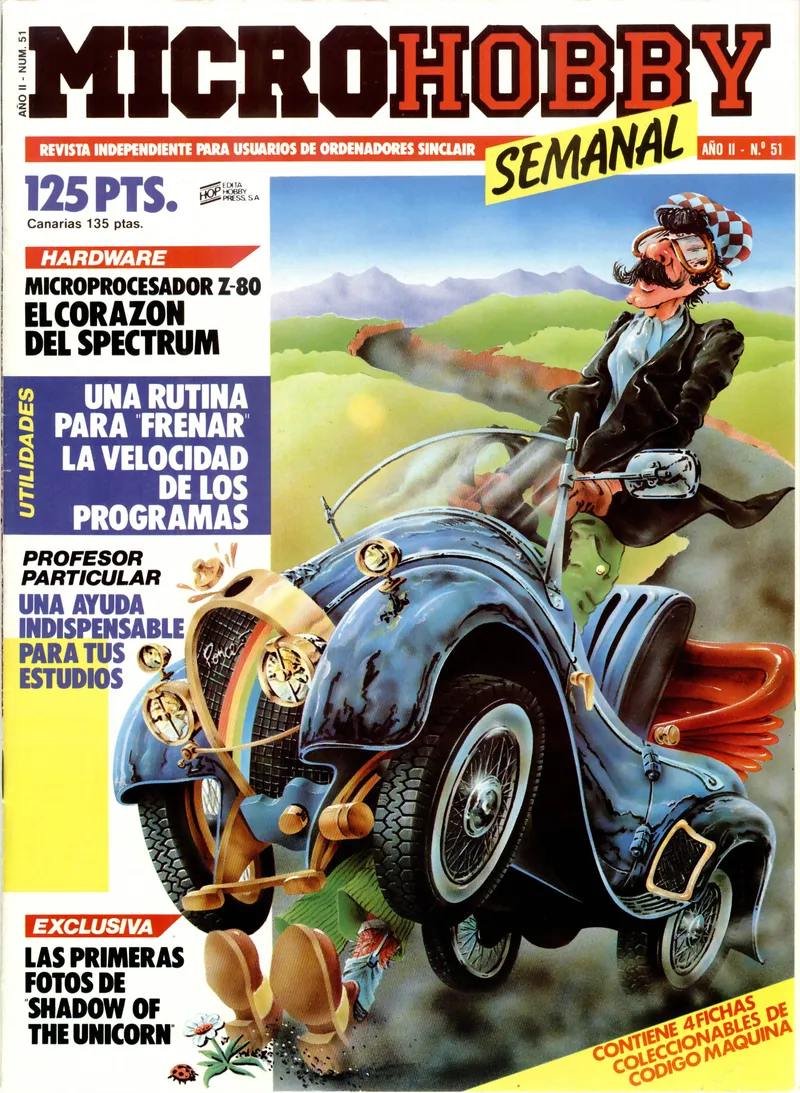 AÑO II - NUM. 51
MICROHOBBY
REVISTA INDEPENDIENTE PARA USUARIOS DE ORDENADORES SINCLAIR
SEMANAL
AÑO II - N.º 51
125 PTS.
Canarias 135 ptas.
HOP
EDITA
HOBBY
PRESS, S.A
HARDWARE
MICROPROCESADOR Z-80
EL CORAZON
DEL SPECTRUM
UTILIDADES
UNA RUTINA
PARA "FRENAR"
LA VELOCIDAD
DE LOS
PROGRAMAS
PROFESOR
PARTICULAR
UNA AYUDA
INDISPENSABLE
PARA TUS
ESTUDIOS
EXCLUSIVA
LAS PRIMERAS
FOTOS DE
"SHADOW OF
THE UNICORN"
CONTIENE 4 FICHAS
COLECCIONABLES DE
CODIGO MAQUINA